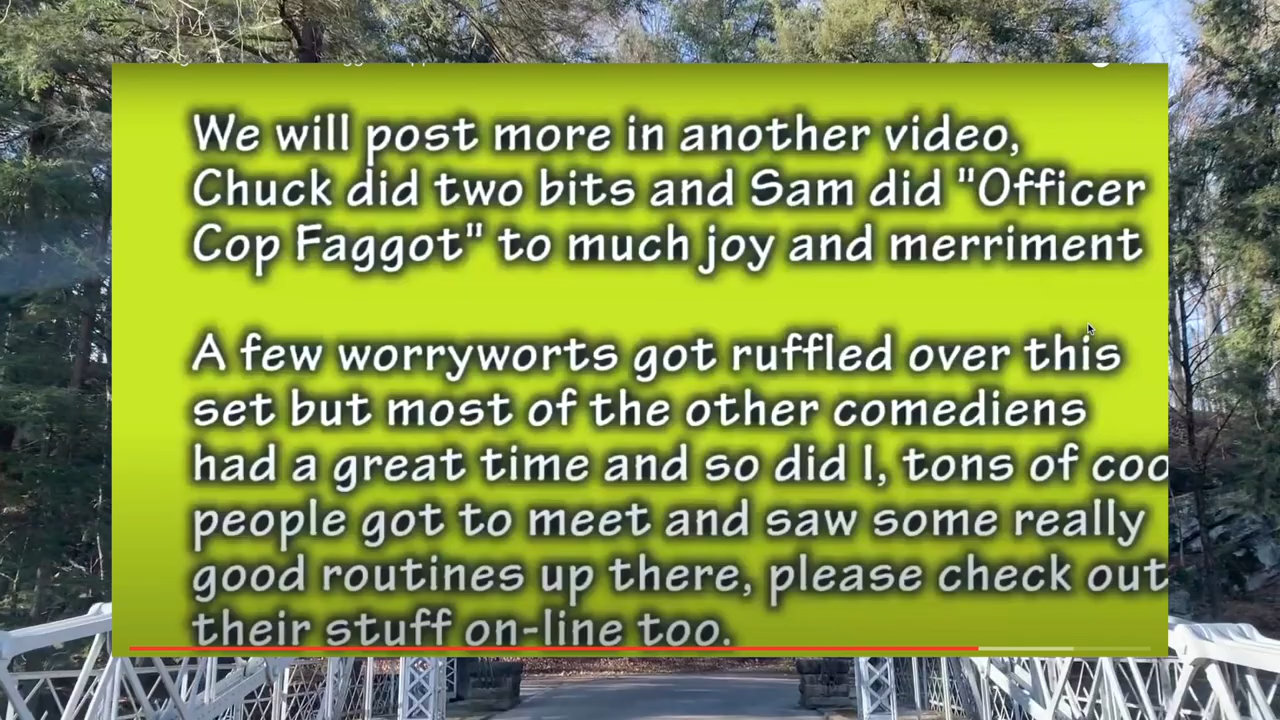 We will post more in another video,
Chuck did two bits and Sam did "Officer
Cop Faggot" to much joy and merriment
A few worryworts got ruffled over this
set but most of the other comediens
had a great time and so did I, tons of coo
people got to meet and saw some really
good routines up there, please check out
their stuff on-line too.